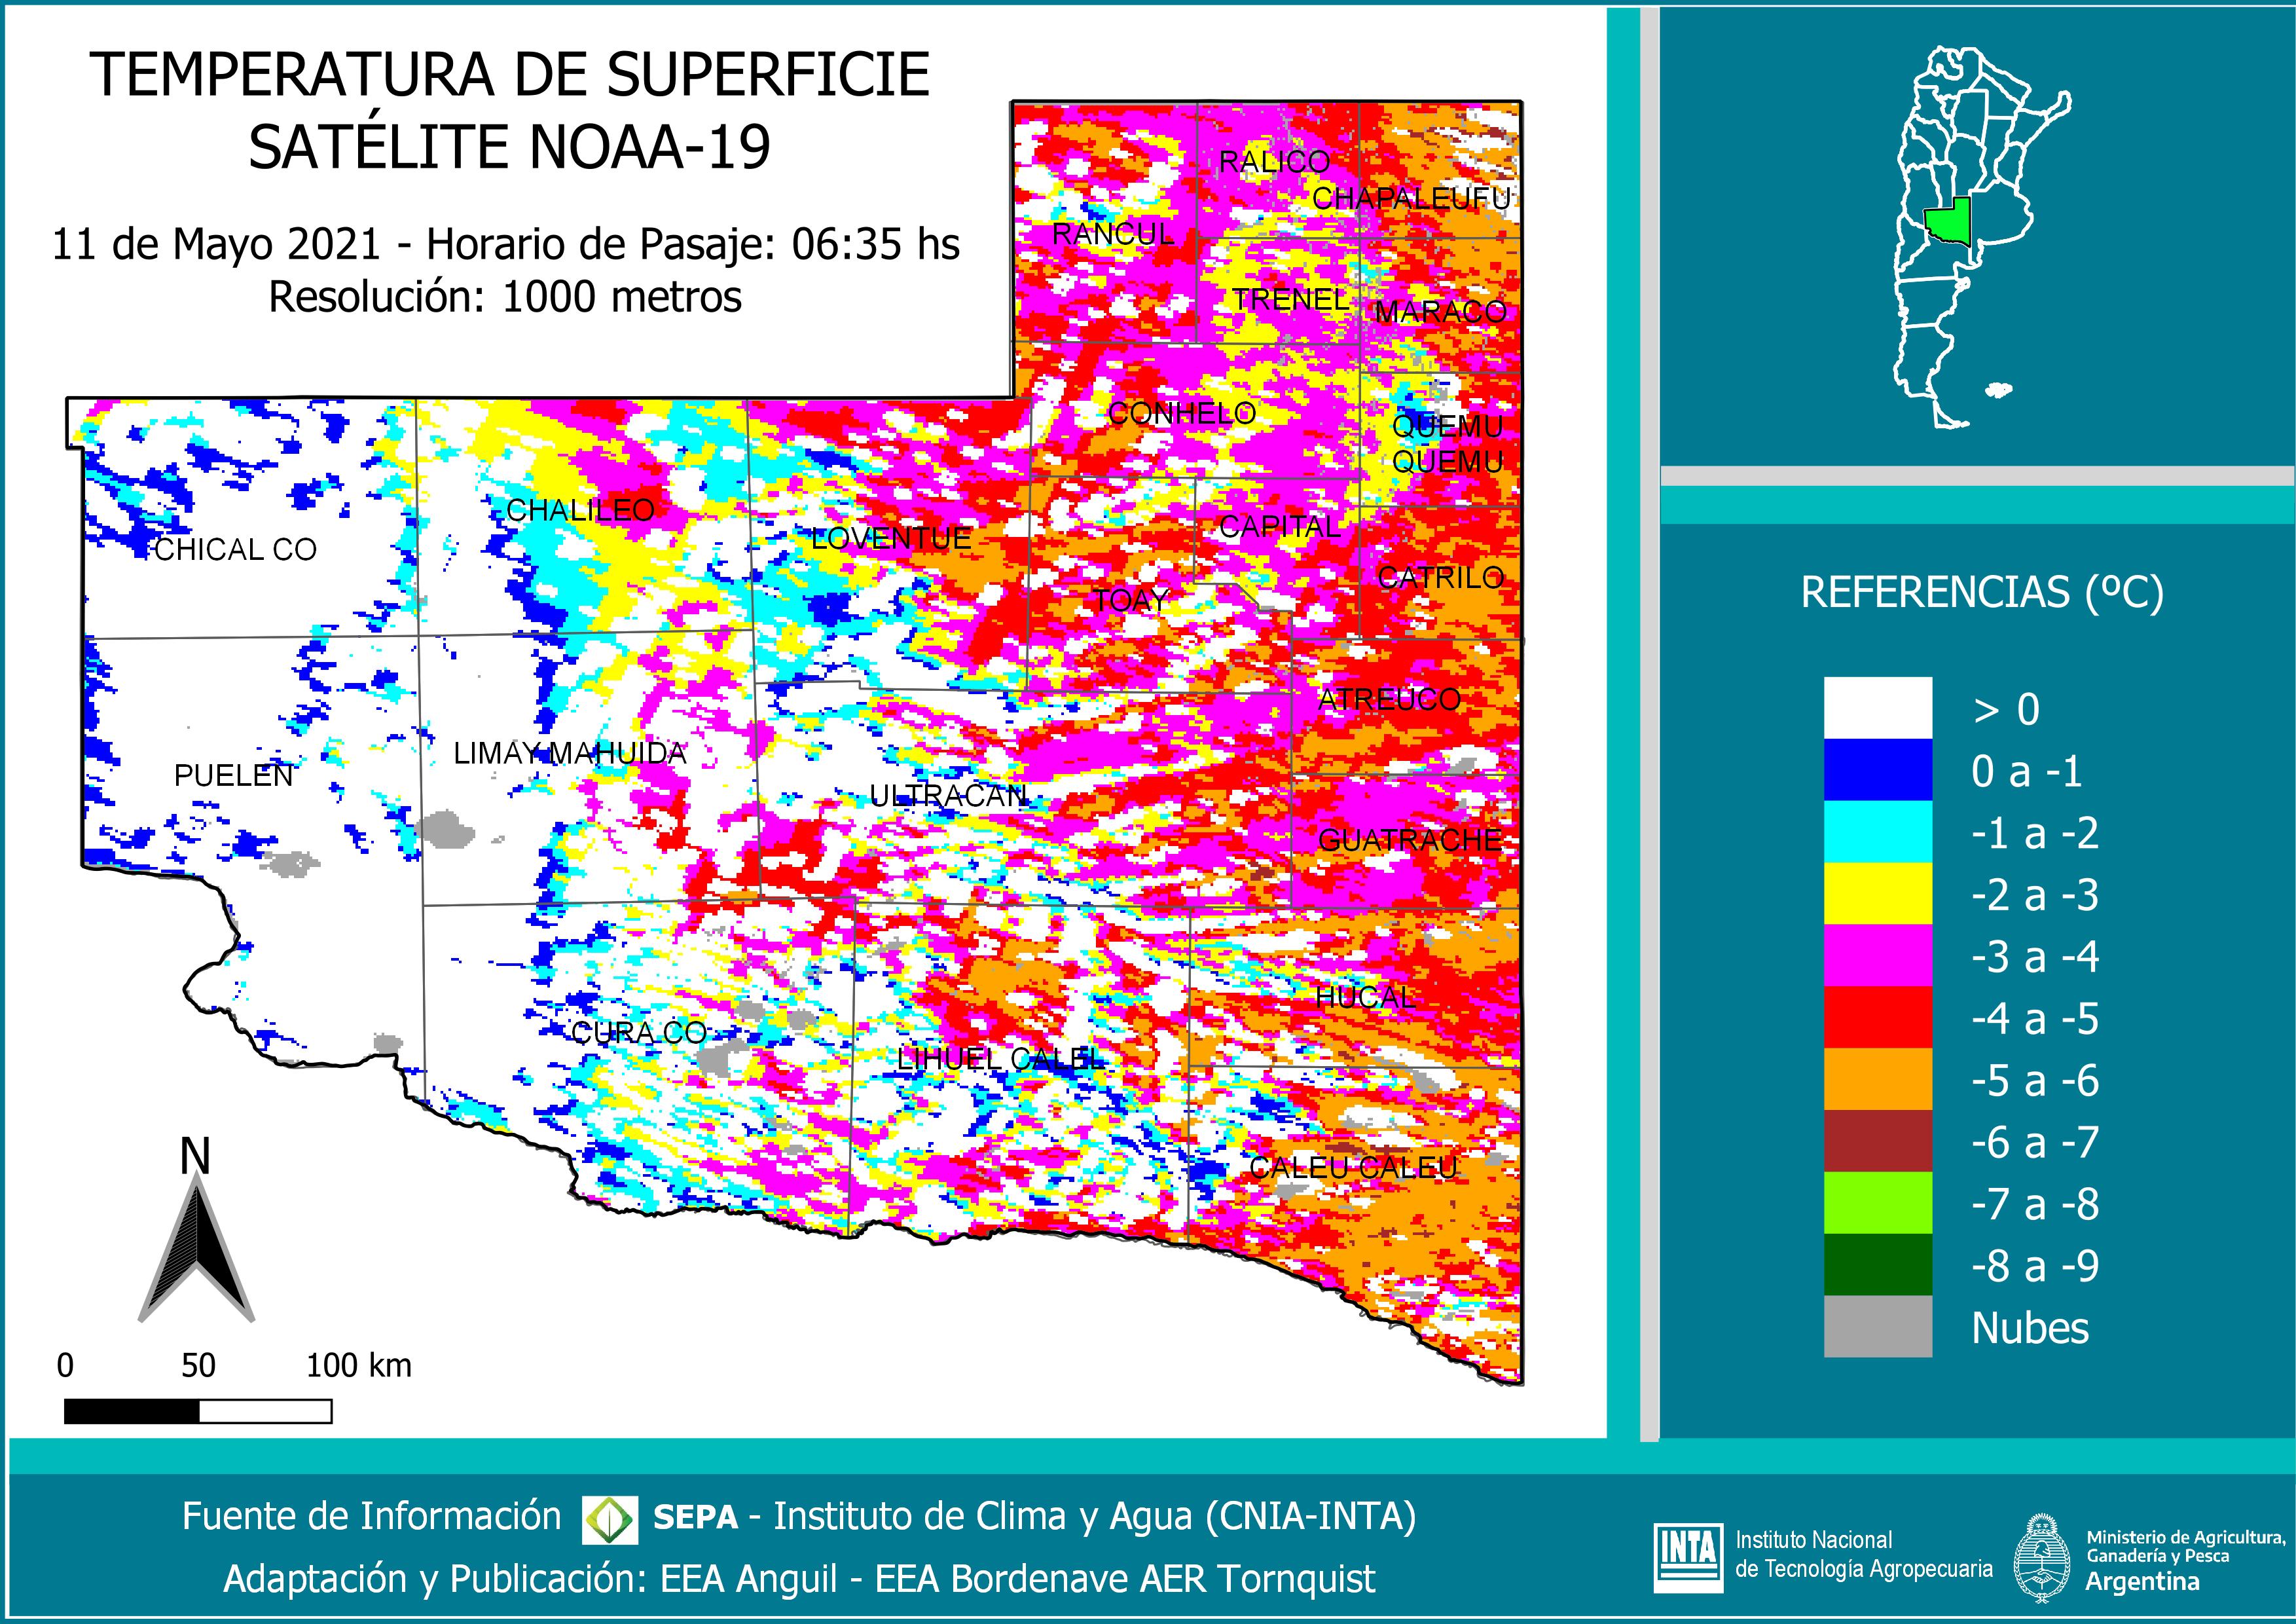 TEMPERATURA DE SUPERFICIE
SATÉLITE NOAA-19
11 de Mayo 2021 - Horario de Pasaje: 06:35 hs
Resolución: 1000 metros
RALICO
CHAPALEUFU
RANCUL
TRENEL
MARACO
CONHELO
QUEMU
QUEMU
CHALILEO
LOVENTUE
CAPITAL
CHICAL CO
CATRILO
TOAY
ATREUCO
LIMAY MAHUIDA
PUELEN
ULTRACAN
GUATRACHE
HUCAL
CURA CO
LIHUEL CALEL
CALEU CALEU
N
0 50 100 km
REFERENCIAS (ºC)
> 0
0 a -1
-1 a -2
-2 a -3
-3 a -4
-4 a -5
-5 a -6
-6 a -7
-7 a -8
-8 a -9
Nubes
Fuente de Información SEPA - Instituto de Clima y Agua (CNIA-INTA)
Adaptación y Publicación: EEA Anguil - EEA Bordenave AER Tornquist
INTA
Instituto Nacional
de Tecnología Agropecuaria
Ministerio de Agricultura,
Ganadería y Pesca
Argentina